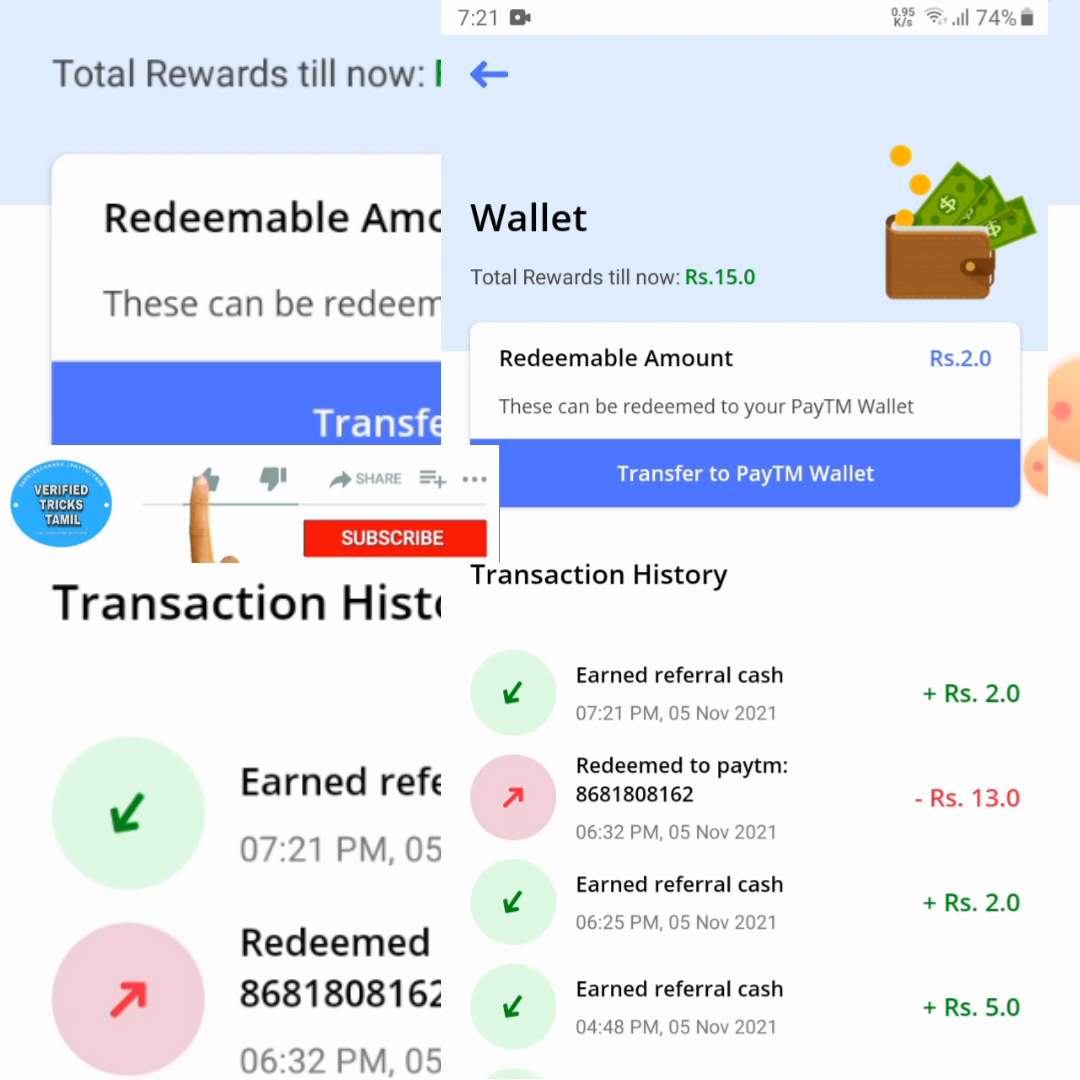 Total Rewards till now:
Redeemable Amo
These can be redeem
Transfe
VERIFIED
TRICKS
TAMIL
SHARE
SUBSCRIBE
Transaction Histo
Earned refe
07:21 PM, 05
Redeemed
8681808162
06:32 PM, 05
7:21
0.95
K/s
74%
Wallet
Total Rewards till now: Rs.15.0
Redeemable Amount Rs.2.0
These can be redeemed to your PayTM Wallet
Transfer to PayTM Wallet
Transaction History
Earned referral cash
+ Rs. 2.0
07:21 PM, 05 Nov 2021
Redeemed to paytm:
8681808162
- Rs. 13.0
06:32 PM, 05 Nov 2021
Earned referral cash
+ Rs. 2.0
06:25 PM, 05 Nov 2021
Earned referral cash
+ Rs. 5.0
04:48 PM, 05 Nov 2021